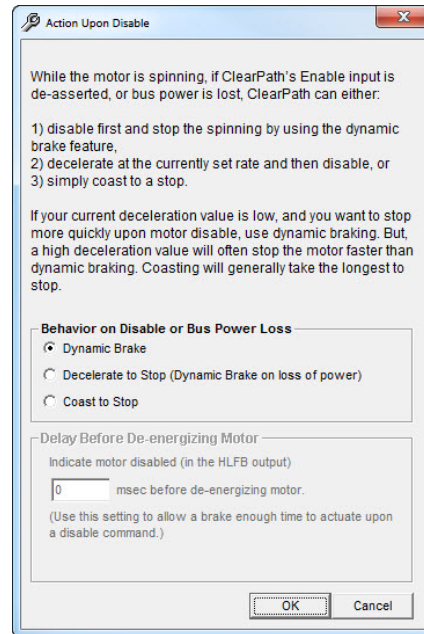 Action Upon Disable
While the motor is spinning, if ClearPath's Enable input is
de-asserted, or bus power is lost, ClearPath can either:
1) disable first and stop the spinning by using the dynamic
brake feature,
2) decelerate at the currently set rate and then disable, or
3) simply coast to a stop.
If your current deceleration value is low, and you want to stop
more quickly upon motor disable, use dynamic braking. But,
a high deceleration value will often stop the motor faster than
dynamic braking. Coasting will generally take the longest to
stop.
Behavior on Disable or Bus Power Loss
Dynamic Brake
Decelerate to Stop (Dynamic Brake on loss of power)
Coast to Stop
Delay Before De-energizing Motor
Indicate motor disabled (in the HLFB output)
0 msec before de-energizing motor.
(Use this setting to allow a brake enough time to actuate upon
a disable command.)
OK Cancel